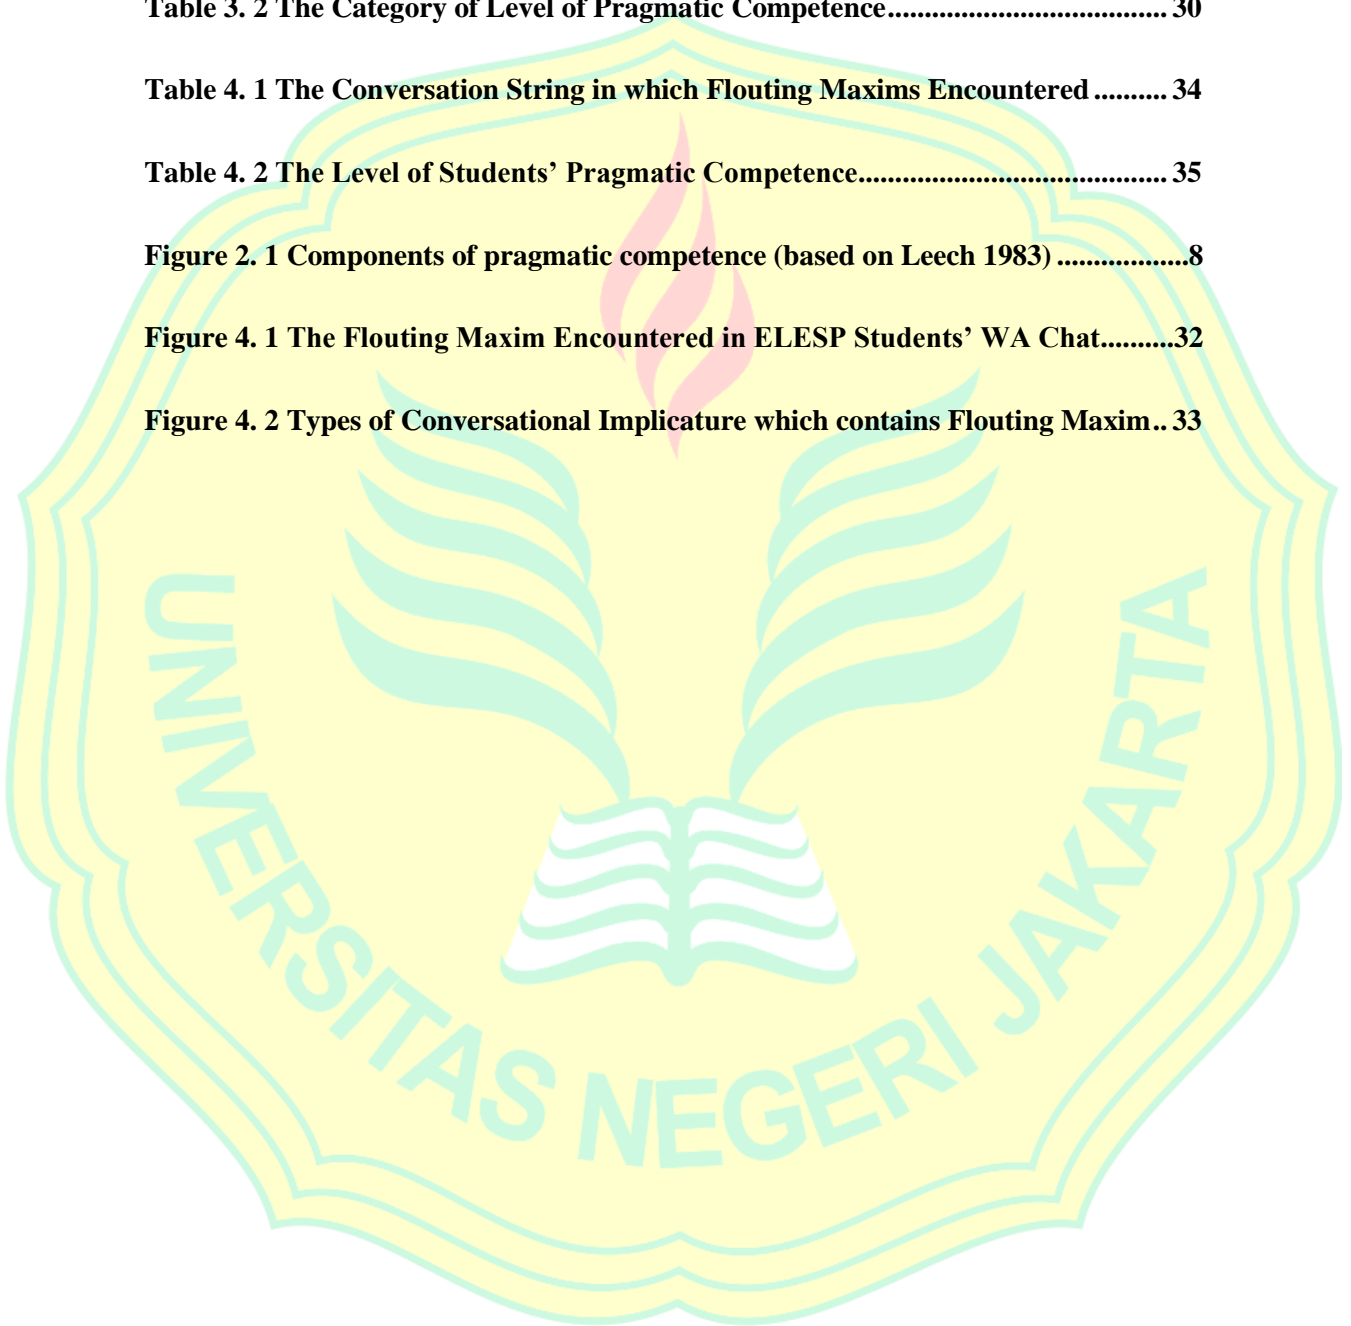 Table 3. 2 The Category of Level of Pragmatic Competence...................................... 30
Table 4. 1 The Conversation String in which Flouting Maxims Encountered .......... 34
Table 4. 2 The Level of Students’ Pragmatic Competence.......................................... 35
Figure 2. 1 Components of pragmatic competence (based on Leech 1983) ..................8
Figure 4. 1 The Flouting Maxim Encountered in ELESP Students’ WA Chat..........32
Figure 4. 2 Types of Conversational Implicature which contains Flouting Maxim.. 33
UNIVERSITAS NEGERI JAKARTA